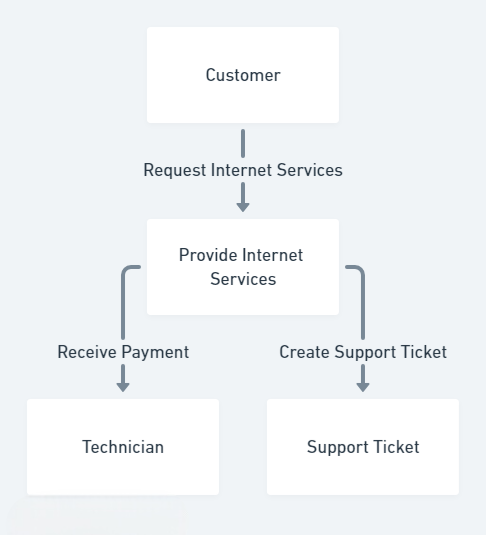 Customer
Request Internet Services
Provide Internet
Services
Receive Payment
Create Support Ticket
Technician
Support Ticket